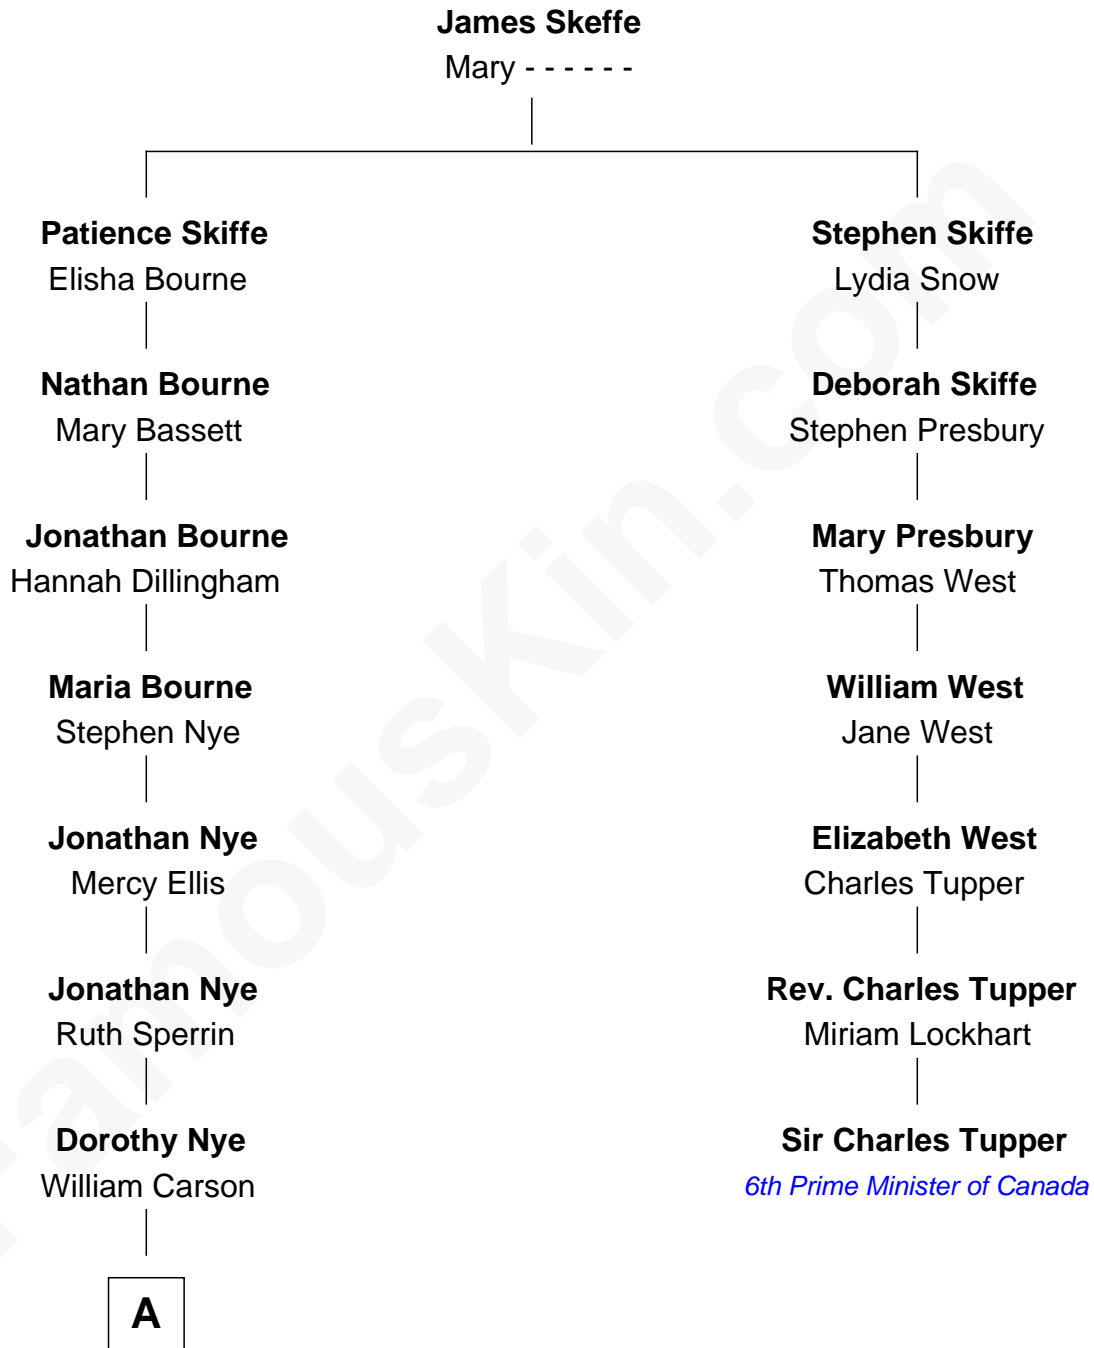 James Skeffe
Mary - - - - - -
Patience Skiffe
Elisha Bourne
Stephen Skiffe
Lydia Snow
Nathan Bourne
Mary Bassett
Deborah Skiffe
Stephen Presbury
Jonathan Bourne
Hannah Dillingham
Mary Presbury
Thomas West
Maria Bourne
Stephen Nye
William West
Jane West
Jonathan Nye
Mercy Ellis
Elizabeth West
Charles Tupper
Jonathan Nye
Ruth Sperrin
Rev. Charles Tupper
Miriam Lockhart
Dorothy Nye
William Carson
Sir Charles Tupper
6th Prime Minister of Canada
A
FamousKin.com